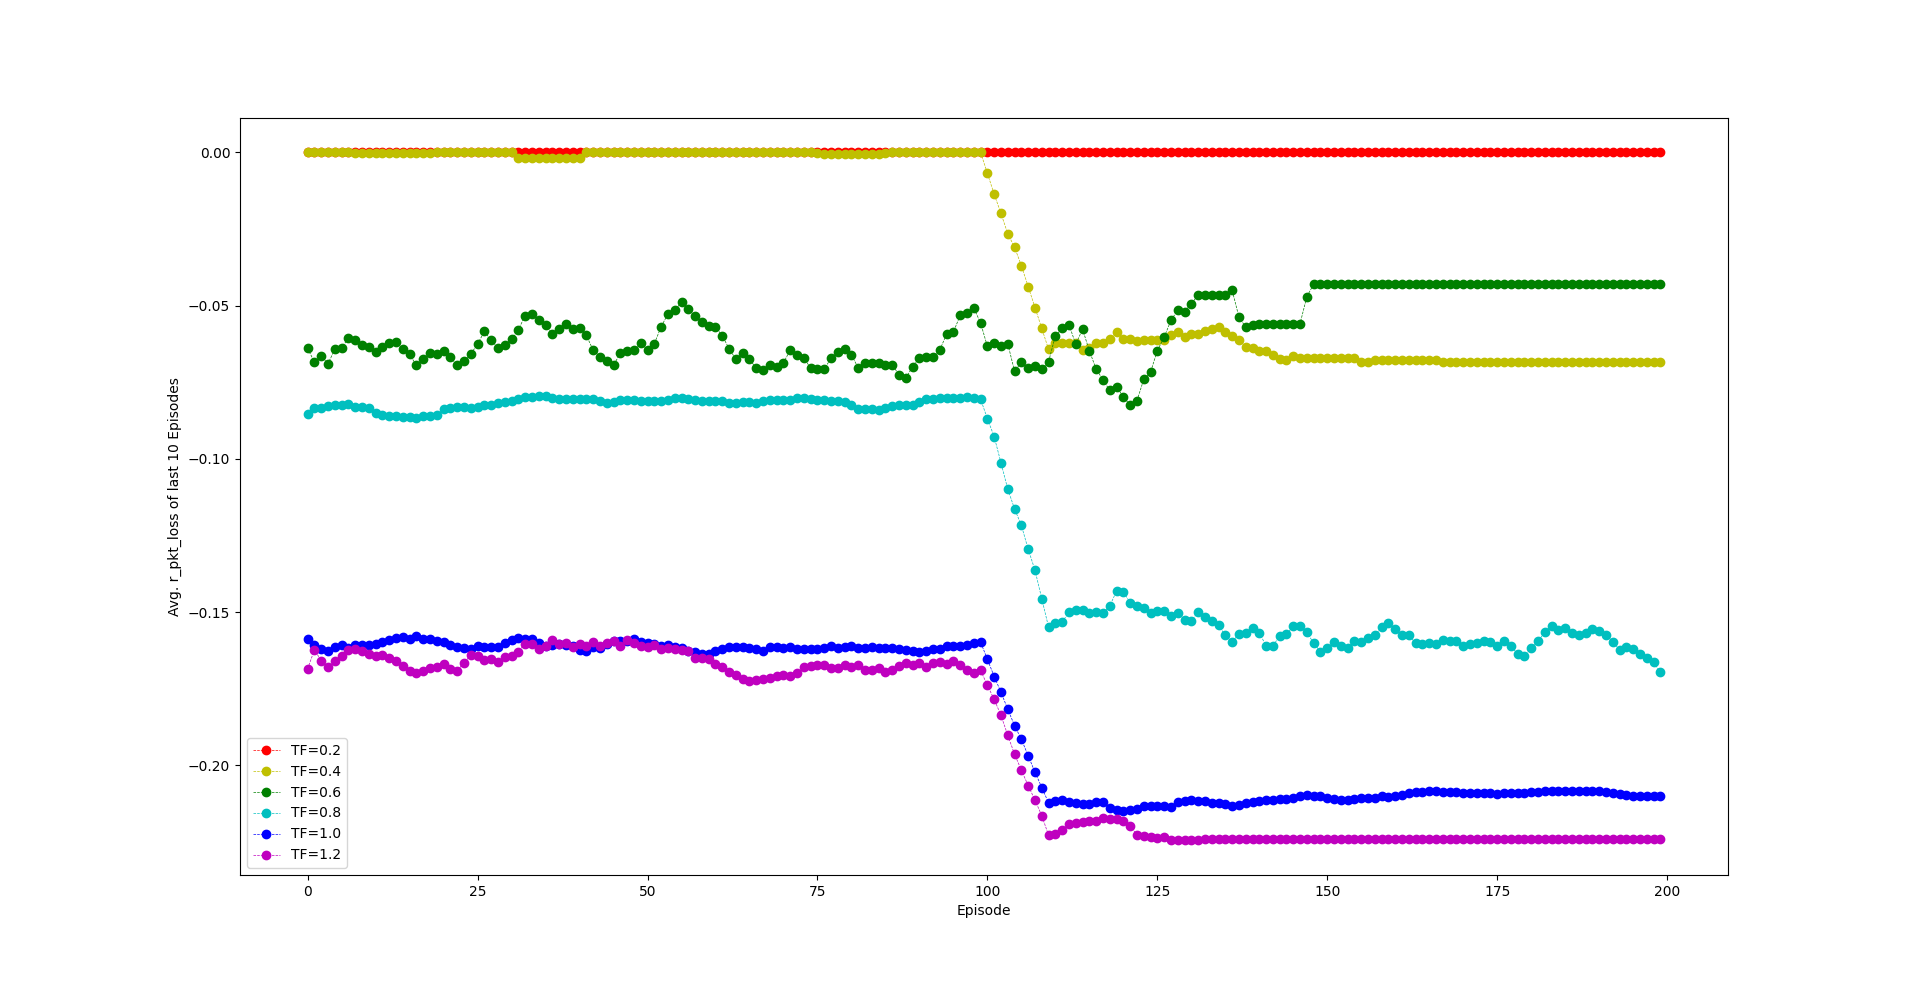 0.00
−0.05
−0.10
−0.15
−0.20
Avg. r_pkt_loss of last 10 Episodes
TF=0.2
TF=0.4
TF=0.6
TF=0.8
TF=1.0
TF=1.2
0 25 50 75 100 125 150 175 200
Episode